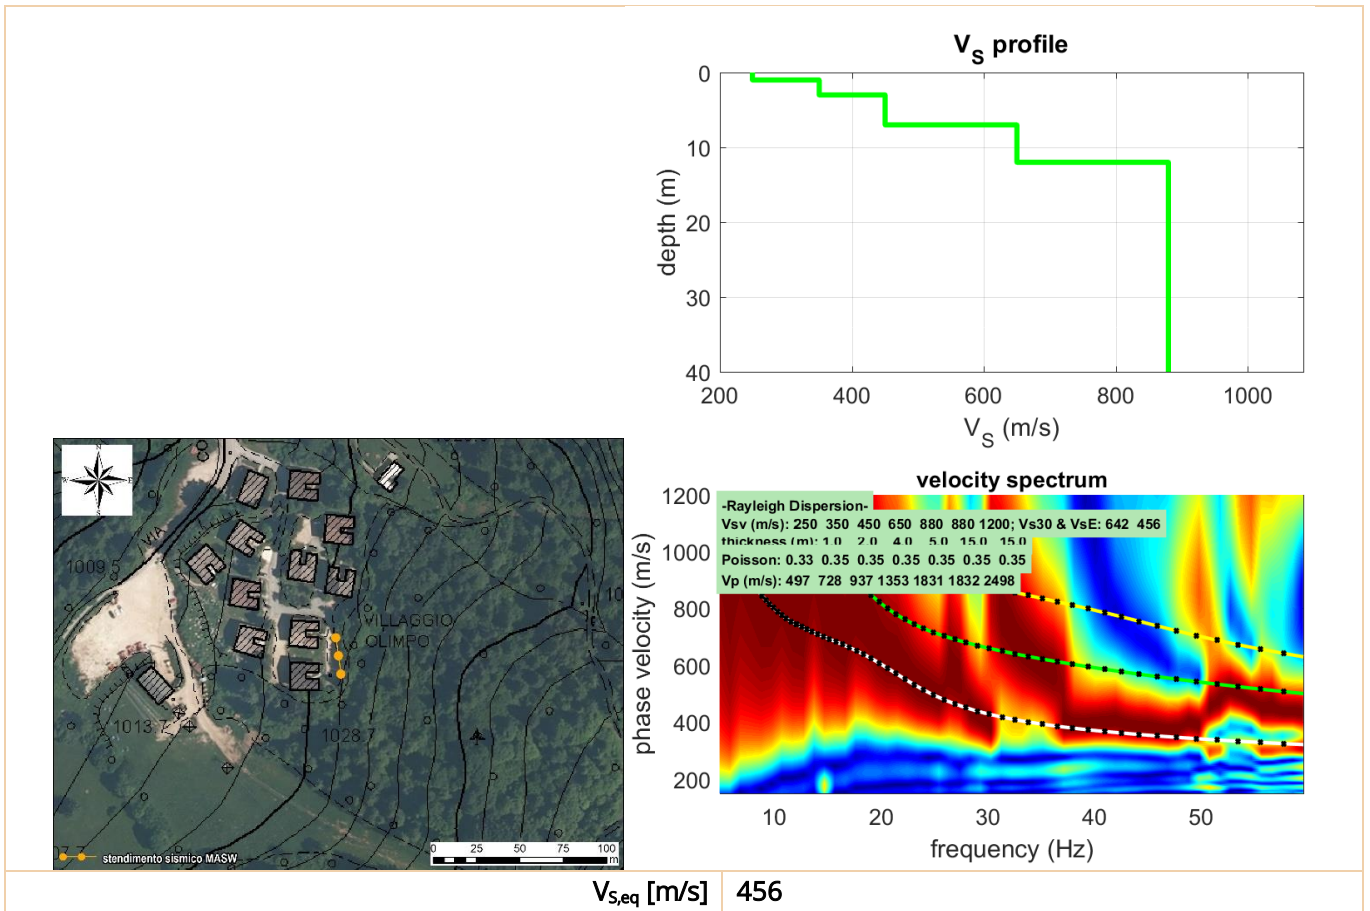 VS profile
0
10
20
30
40
depth (m)
200 400 600 800 1000
VS (m/s)
N
W E
S
VIA
1009.5
VILLAGGIO
OLIMPO
1013.7
1028.7
stendimento sismico MASW
0 25 50 75 100
m
velocity spectrum
1200
1000
800
600
400
200
phase velocity (m/s)
-Rayleigh Dispersion-
Vsv (m/s): 250 350 450 650 880 880 1200; Vs30 & VsE: 642 456
thickness (m): 1.0 2.0 4.0 5.0 15.0 15.0
Poisson: 0.33 0.35 0.35 0.35 0.35 0.35 0.35
Vp (m/s): 497 728 937 1353 1831 1832 2498
10 20 30 40 50
frequency (Hz)
VS,eq [m/s] 456